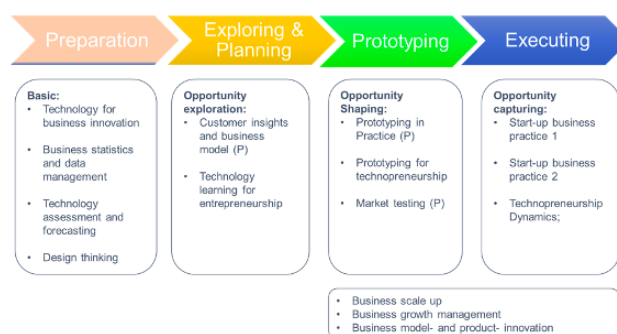 Preparation
Exploring &
Planning
Prototyping
Executing
Basic:
• Technology for
business innovation
• Business statistics
and data
management
• Technology
assessment and
forecasting
• Design thinking
Opportunity
exploration:
• Customer insights
and business
model (P)
• Technology
learning for
entrepreneurship
Opportunity
Shaping:
• Prototyping in
Practice (P)
• Prototyping for
technopreneurship
• Market testing (P)
Opportunity
capturing:
• Start-up business
practice 1
• Start-up business
practice 2
• Technopreneurship
Dynamics;
• Business scale up
• Business growth management
• Business model- and product- innovation